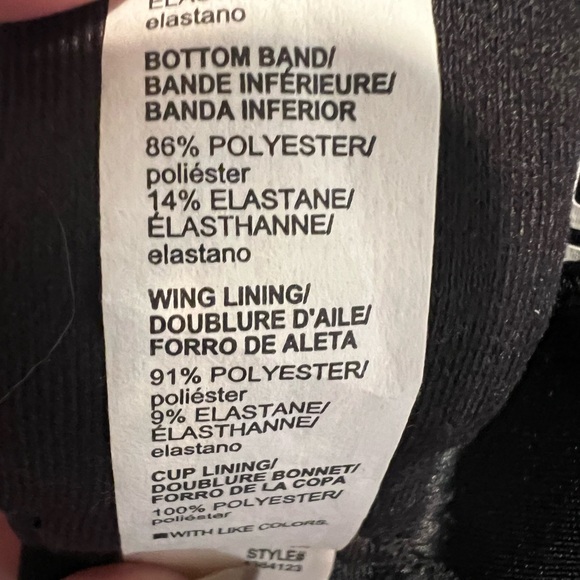 elastano
BOTTOM BAND/
BANDE INFÉRIEURE/
BANDA INFERIOR
86% POLYESTER/
poliéster
14% ELASTANE/
ÉLASTHANNE/
elastano
WING LINING/
DOUBLURE D'AILE/
FORRO DE ALETA
91% POLYESTER/
poliéster
9% ELASTANE/
ÉLASTHANNE/
elastano
CUP LINING/
DOUBLURE BONNET/
FORRO DE LA COPA
100% POLYESTER/
poliéster
WITH LIKE COLORS.
STYLE#